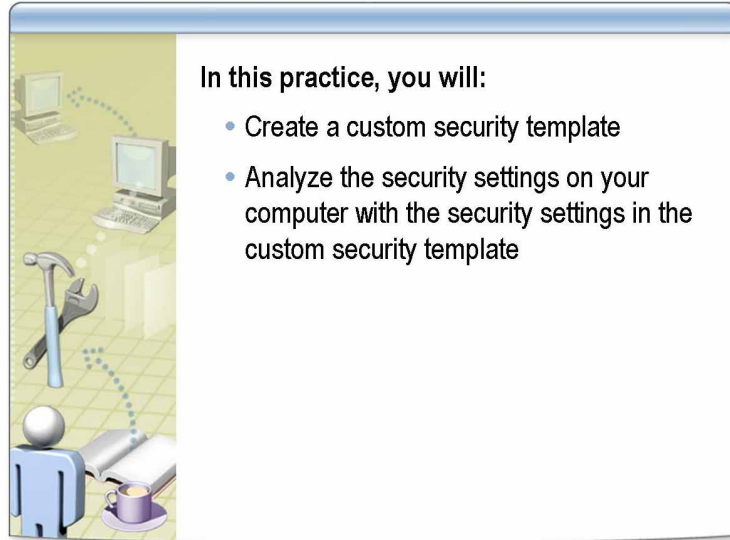 In this practice, you will:
• Create a custom security template
• Analyze the security settings on your
computer with the security settings in the
custom security template